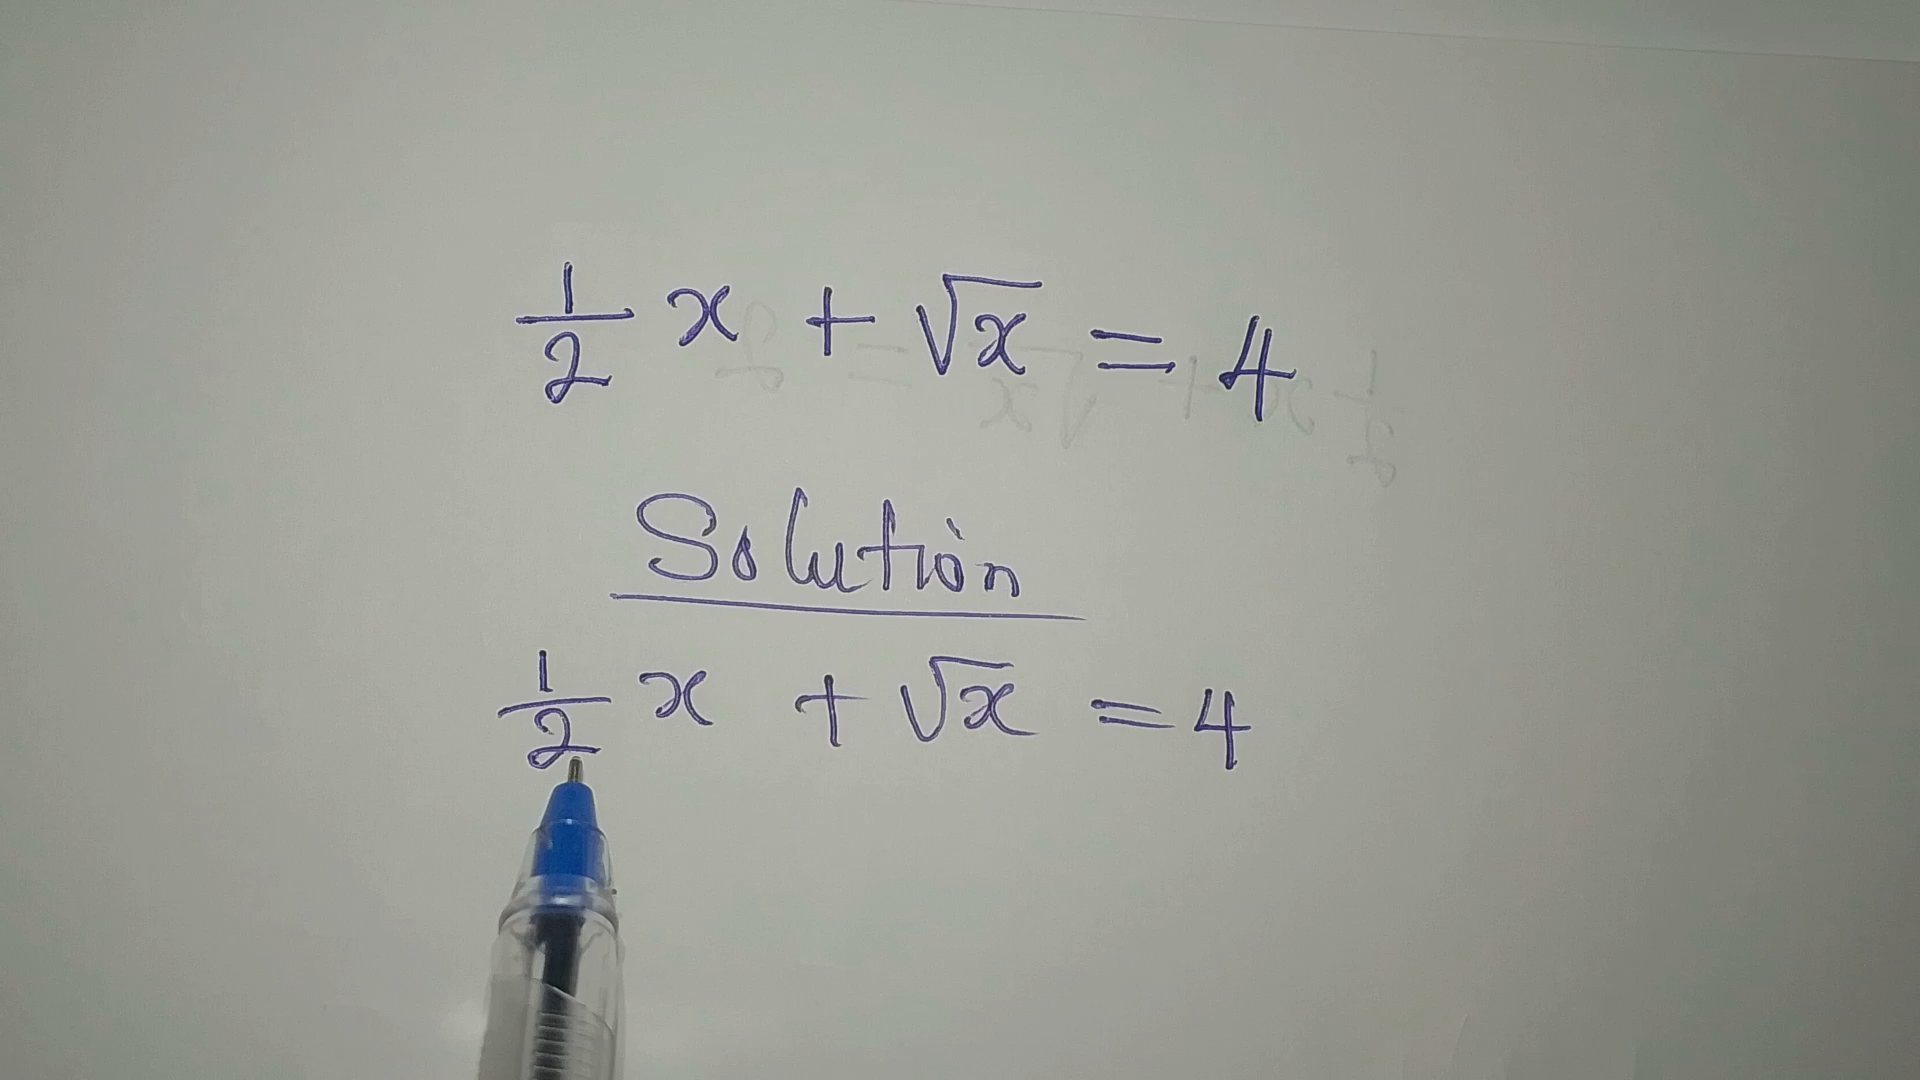 1/2 x + √x = 4
Solution
1/2 x + √x = 4